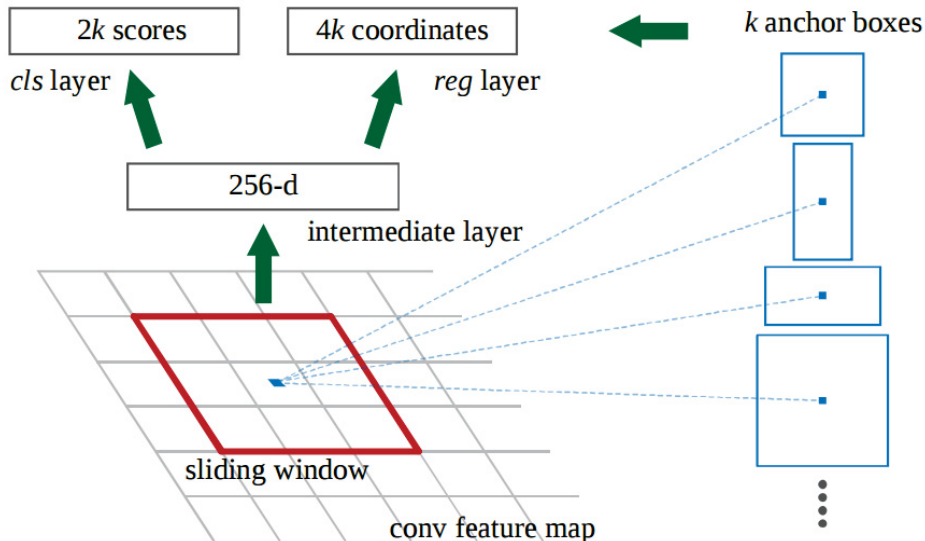 2k scores
4k coordinates
k anchor boxes
cls layer
reg layer
256-d
intermediate layer
sliding window
conv feature map